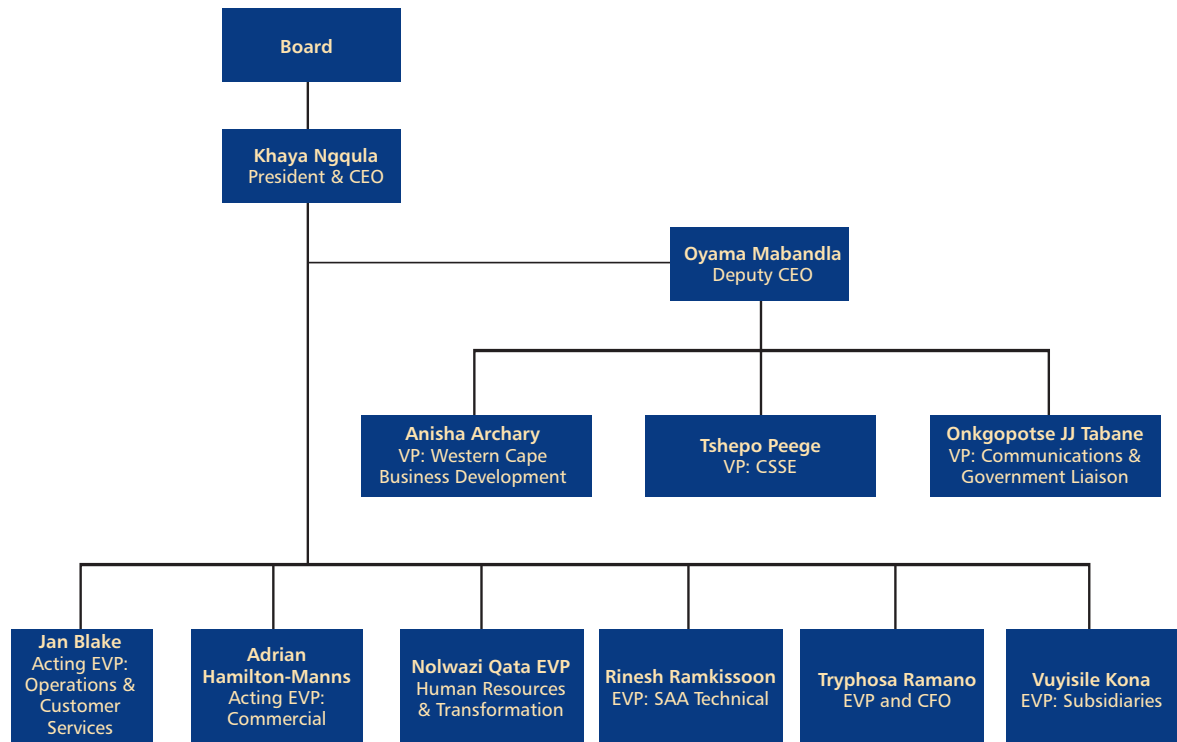 Board
Khaya Ngqula
President & CEO
Oyama Mabandla
Deputy CEO
Anisha Archary
VP: Western Cape
Business Development
Tshepo Peege
VP: CSSE
Onkgopotse JJ Tabane
VP: Communications &
Government Liaison
Jan Blake
Acting EVP:
Operations &
Customer
Services
Adrian
Hamilton-Manns
Acting EVP:
Commercial
Nolwazi Qata EVP
Human Resources
& Transformation
Rinesh Ramkissoon
EVP: SAA Technical
Tryphosa Ramano
EVP and CFO
Vuyisile Kona
EVP: Subsidiaries